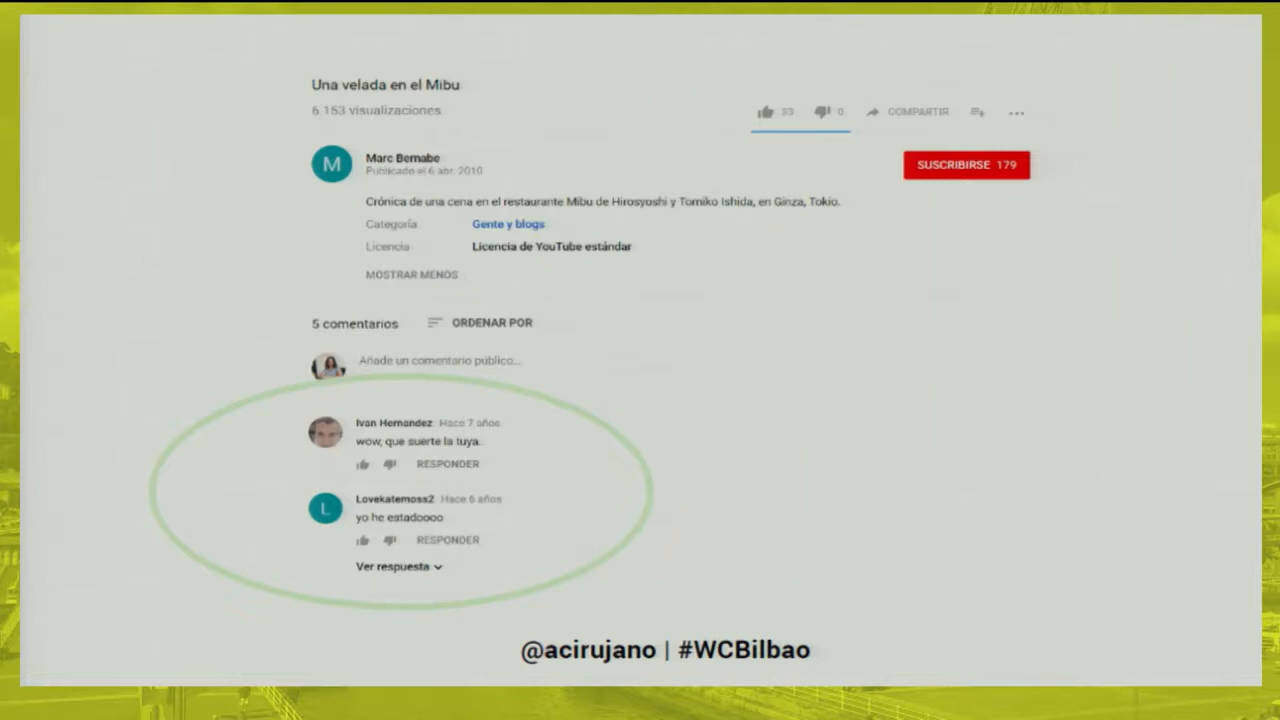 Una velada en el Mibu
6.153 visualizaciones
33 0 COMPARTIR
M
Marc Bernabe
Publicado el 6 abr. 2010
SUSCRIBIRSE 179
Crónica de una cena en el restaurante Mibu de Hirosyoshi y Tomiko Ishida, en Ginza, Tokio.
Categoría Gente y blogs
Licencia Licencia de YouTube estándar
MOSTRAR MENOS
5 comentarios ORDENAR POR
Añade un comentario público...
Ivan Hernandez Hace 7 años
wow, que suerte la tuya.
RESPONDER
L
Lovekatemoss2 Hace 6 años
yo he estadoooo
RESPONDER
Ver respuesta
@acirujano | #WCBilbao